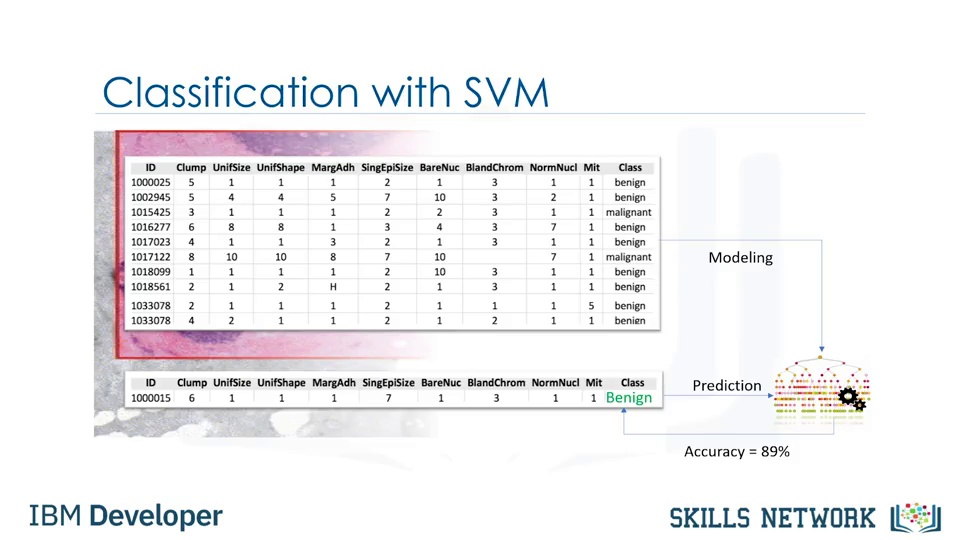 Classification with SVM
ID Clump UnifSize UnifShape MargAdh SingEpiSize BareNuc BlandChrom NormNucl Mit Class
1000025 5 1 1 1 2 1 3 1 1 benign
1002945 5 4 4 5 7 10 3 2 1 benign
1015425 3 1 1 1 2 2 3 1 1 malignant
1016277 6 8 8 1 3 4 3 7 1 benign
1017023 4 1 1 3 2 1 3 1 1 benign
1017122 8 10 10 8 7 10 7 1 malignant
1018099 1 1 1 1 2 10 3 1 1 benign
1018561 2 1 2 H 2 1 3 1 1 benign
1033078 2 1 1 1 2 1 1 1 5 benign
1033078 4 2 1 1 2 1 2 1 1 benign
Modeling
ID Clump UnifSize UnifShape MargAdh SingEpiSize BareNuc BlandChrom NormNucl Mit Class
1000015 6 1 1 1 7 1 3 1 1 Benign
Prediction
Accuracy = 89%
IBM Developer
SKILLS NETWORK